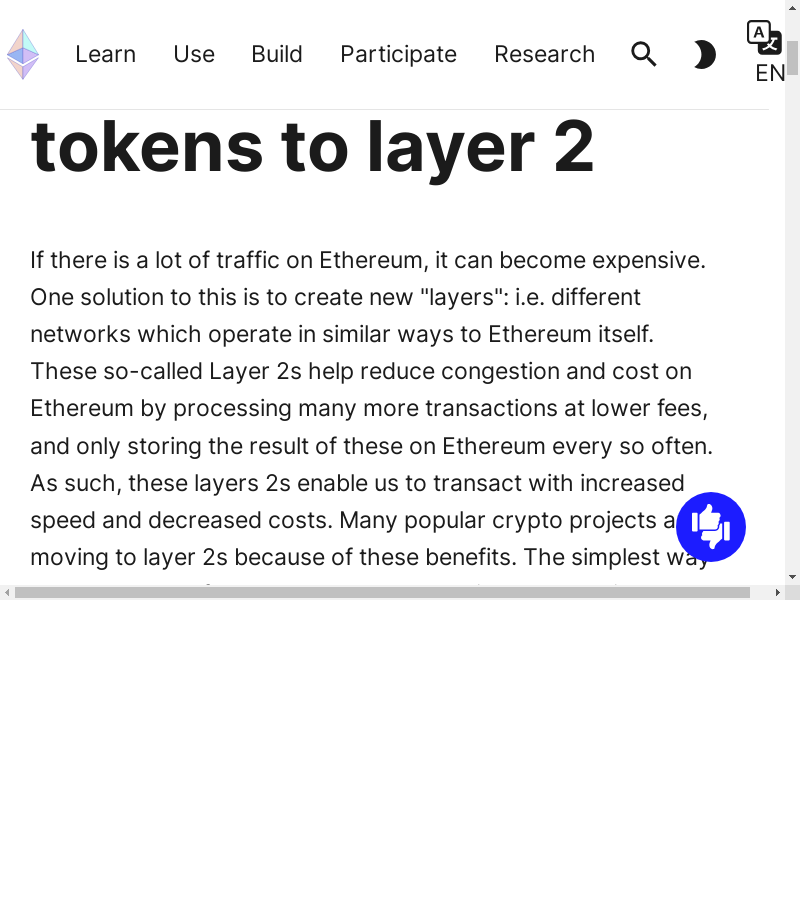 Learn Use Build Participate Research
A
EN
tokens to layer 2
If there is a lot of traffic on Ethereum, it can become expensive.
One solution to this is to create new "layers": i.e. different
networks which operate in similar ways to Ethereum itself.
These so-called Layer 2s help reduce congestion and cost on
Ethereum by processing many more transactions at lower fees,
and only storing the result of these on Ethereum every so often.
As such, these layers 2s enable us to transact with increased
speed and decreased costs. Many popular crypto projects
moving to layer 2s because of these benefits. The simplest way